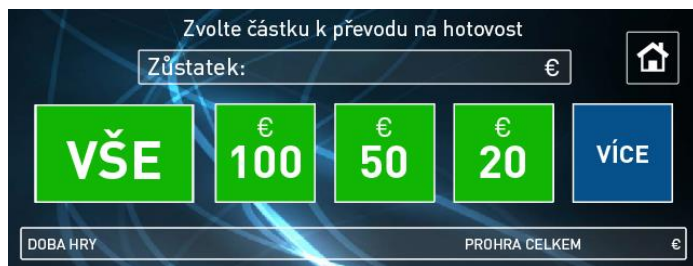 Zvolte částku k převodu na hotovost
Zůstatek: €
VŠE
€ 100
€ 50
€ 20
VÍCE
DOBA HRY PROHRA CELKEM €